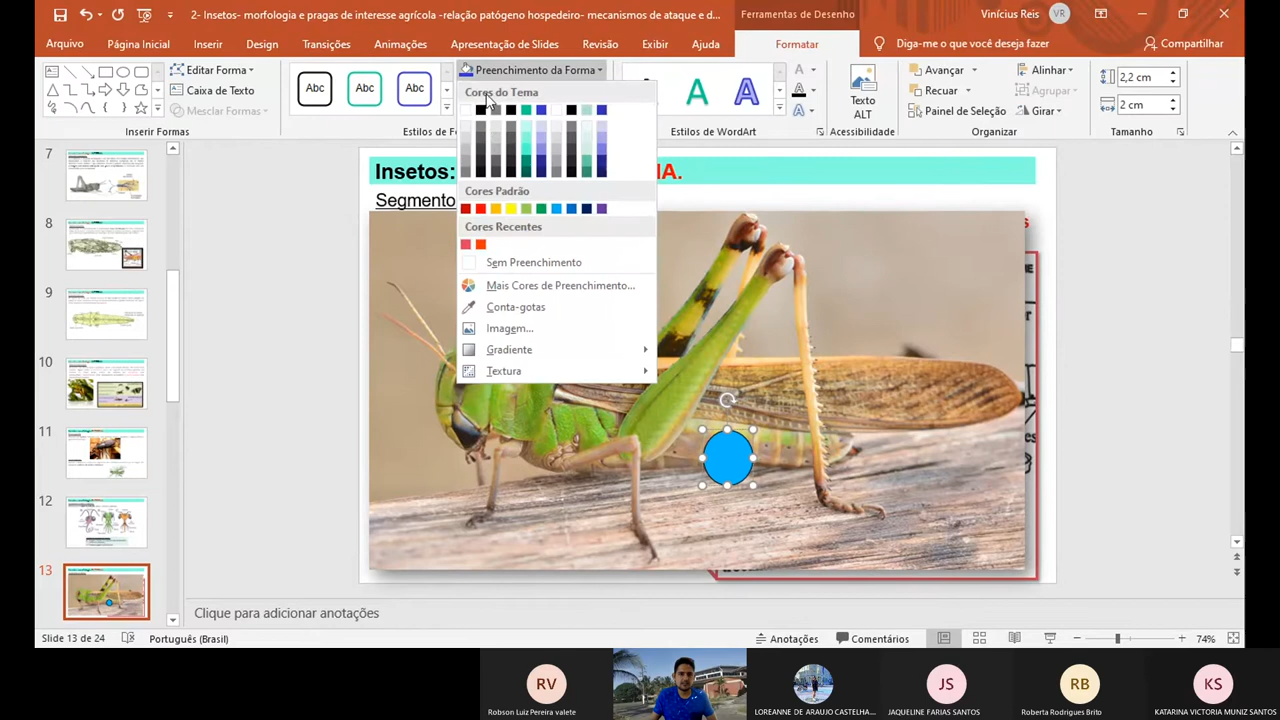 2- Insetos- morfologia e pragas de interesse agrícola -relação patógeno hospedeiro- mecanismos de ataque e d...
Ferramentas de Desenho
Vinícius Reis
VR
Arquivo
Página Inicial
Inserir
Design
Transições
Animações
Apresentação de Slides
Revisão
Exibir
Ajuda
Formatar
Diga-me o que você deseja fazer
Compartilhar
Editar Forma
Caixa de Texto
Mesclar Formas
Inserir Formas
Abc
Abc
Abc
Estilos de F
Preenchimento da Forma
Cores do Tema
Cores Padrão
Cores Recentes
Sem Preenchimento
Mais Cores de Preenchimento...
Conta-gotas
Imagem...
Gradiente
Textura
A
A
Estilos de WordArt
Texto
ALT
Acessibilidade
Avançar
Recuar
Painel de Seleção
Alinhar
Agrupar
Girar
Organizar
2,2 cm
2 cm
Tamanho
7
8
9
10
11
12
13
Insetos:
NA.
Segmento
Clique para adicionar anotações
Slide 13 de 24
Português (Brasil)
Anotações
Comentários
74%
RV
Robson Luiz Pereira valete
LOREANNE DE ARAUJO CASTELHA...
JS
JAQUELINE FARIAS SANTOS
RB
Roberta Rodrigues Brito
KS
KATARINA VICTORIA MUNIZ SANTOS